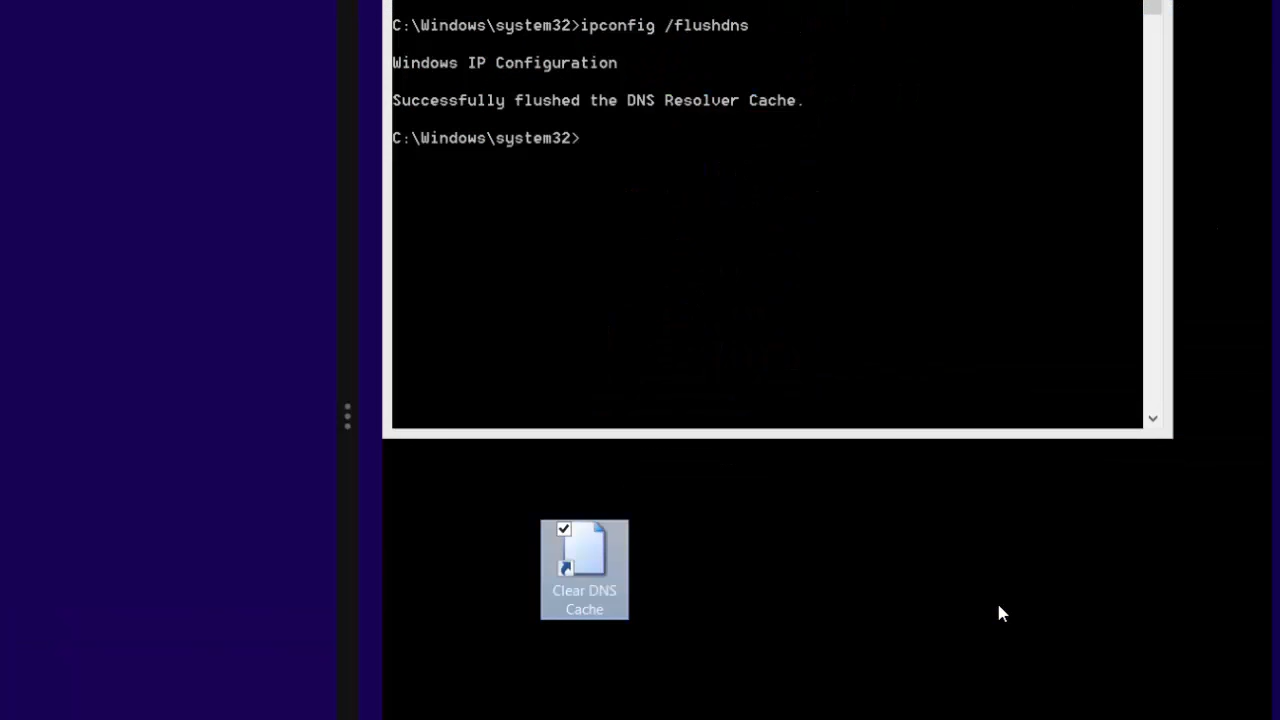 C:\Windows\system32>ipconfig /flushdns
Windows IP Configuration
Successfully flushed the DNS Resolver Cache.
C:\Windows\system32>
Clear DNS
Cache